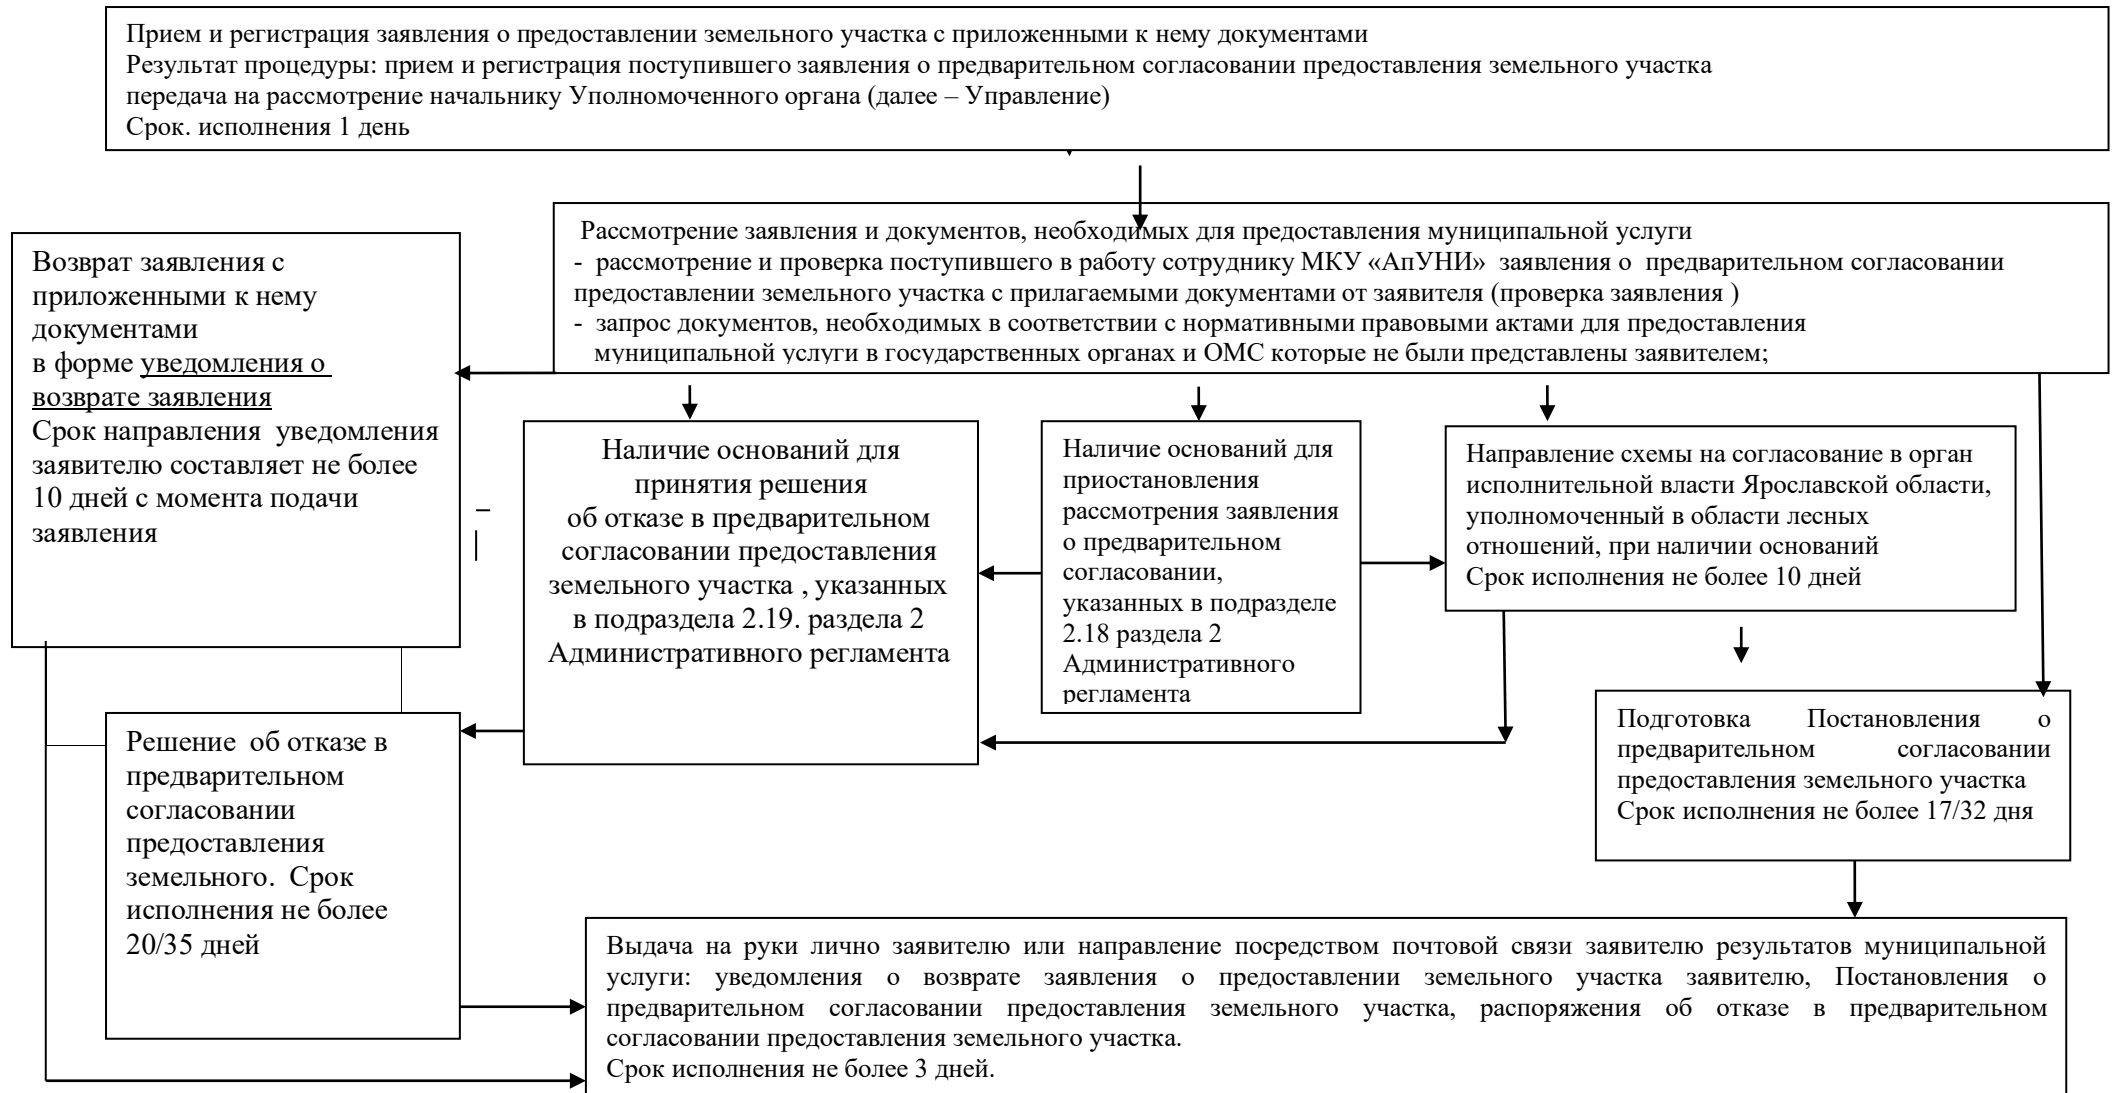 Прием и регистрация заявления о предоставлении земельного участка с приложенными к нему документами
Результат процедуры: прием и регистрация поступившего заявления о предварительном согласовании предоставления земельного участка
передача на рассмотрение начальнику Уполномоченного органа (далее – Управление)
Срок. исполнения 1 день
Рассмотрение заявления и документов, необходимых для предоставления муниципальной услуги
- рассмотрение и проверка поступившего в работу сотруднику МКУ «АпУНИ» заявления о предварительном согласовании
предоставлении земельного участка с прилагаемыми документами от заявителя (проверка заявления )
- запрос документов, необходимых в соответствии с нормативными правовыми актами для предоставления
муниципальной услуги в государственных органах и ОМС которые не были представлены заявителем;
Возврат заявления с
приложенными к нему
документами
в форме уведомления о
возврате заявления
Срок направления уведомления
заявителю составляет не более
10 дней с момента подачи
заявления
Наличие оснований для
принятия решения
об отказе в предварительном
согласовании предоставления
земельного участка , указанных
в подраздела 2.19. раздела 2
Административного регламента
Наличие оснований для
приостановления
рассмотрения заявления
о предварительном
согласовании,
указанных в подразделе
2.18 раздела 2
Административного
регламента
Направление схемы на согласование в орган
исполнительной власти Ярославской области,
уполномоченный в области лесных
отношений, при наличии оснований
Срок исполнения не более 10 дней
Решение об отказе в
предварительном
согласовании
предоставления
земельного. Срок
исполнения не более
20/35 дней
Подготовка Постановления о
предварительном согласовании
предоставления земельного участка
Срок исполнения не более 17/32 дня
Выдача на руки лично заявителю или направление посредством почтовой связи заявителю результатов муниципальной
услуги: уведомления о возврате заявления о предоставлении земельного участка заявителю, Постановления о
предварительном согласовании предоставления земельного участка, распоряжения об отказе в предварительном
согласовании предоставления земельного участка.
Срок исполнения не более 3 дней.